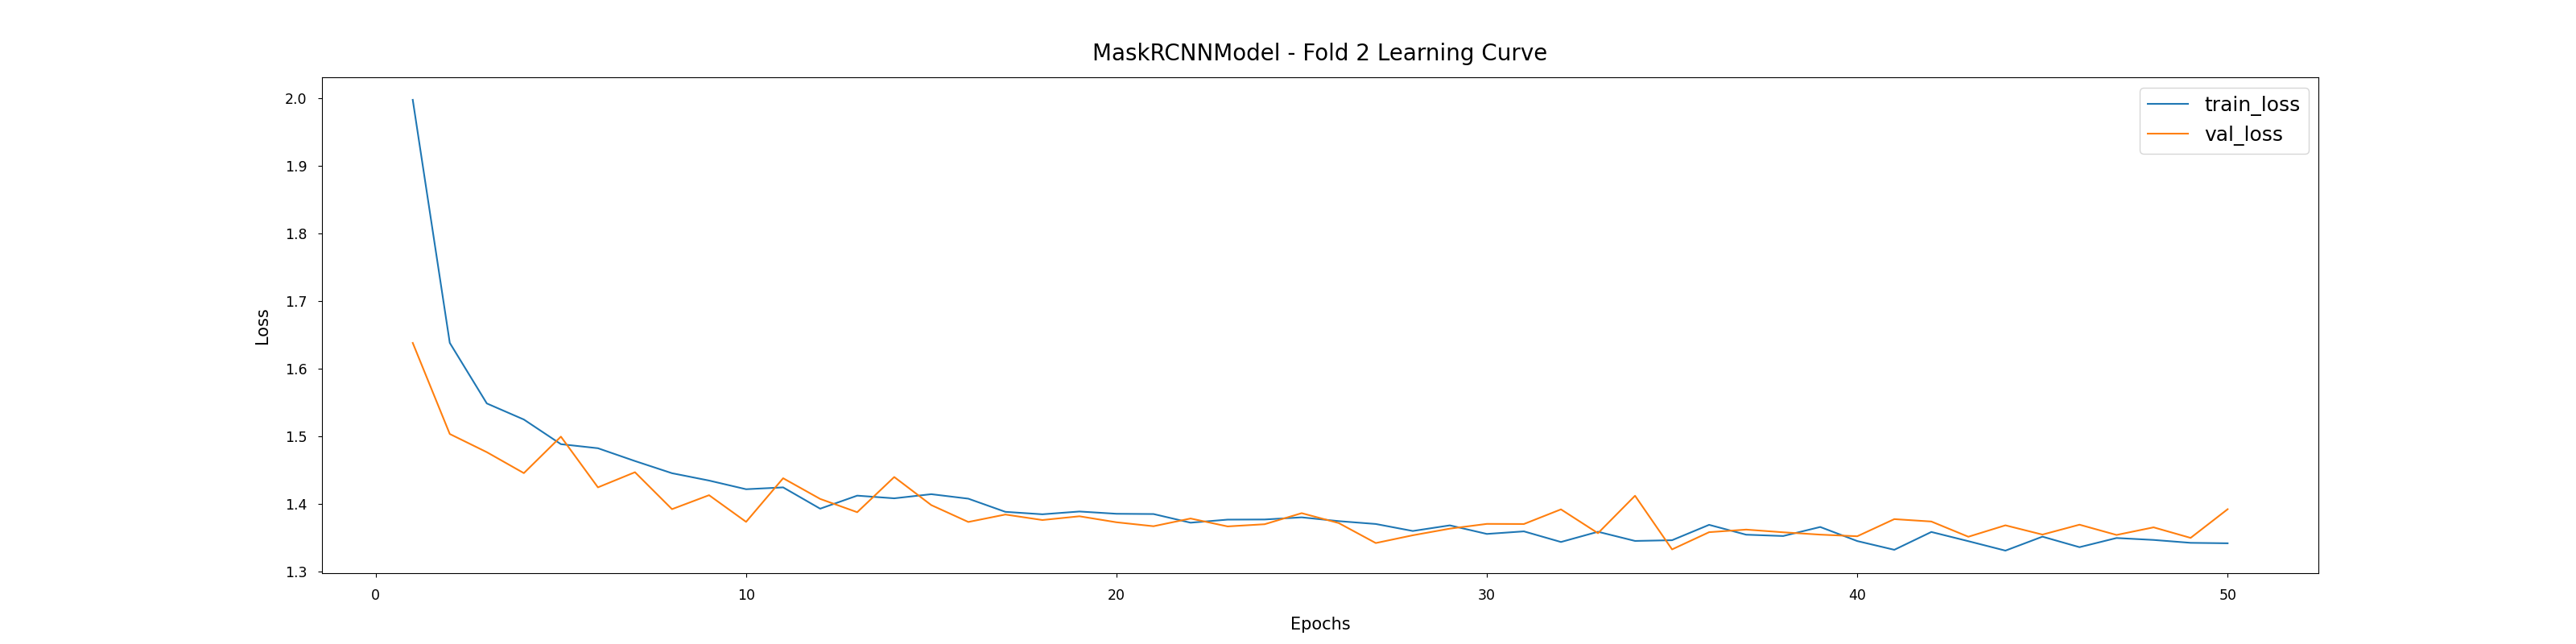 MaskRCNNModel - Fold 2 Learning Curve
train_loss
val_loss
2.0
1.9
1.8
1.7
1.6
1.5
1.4
1.3
Loss
0 10 20 30 40 50
Epochs